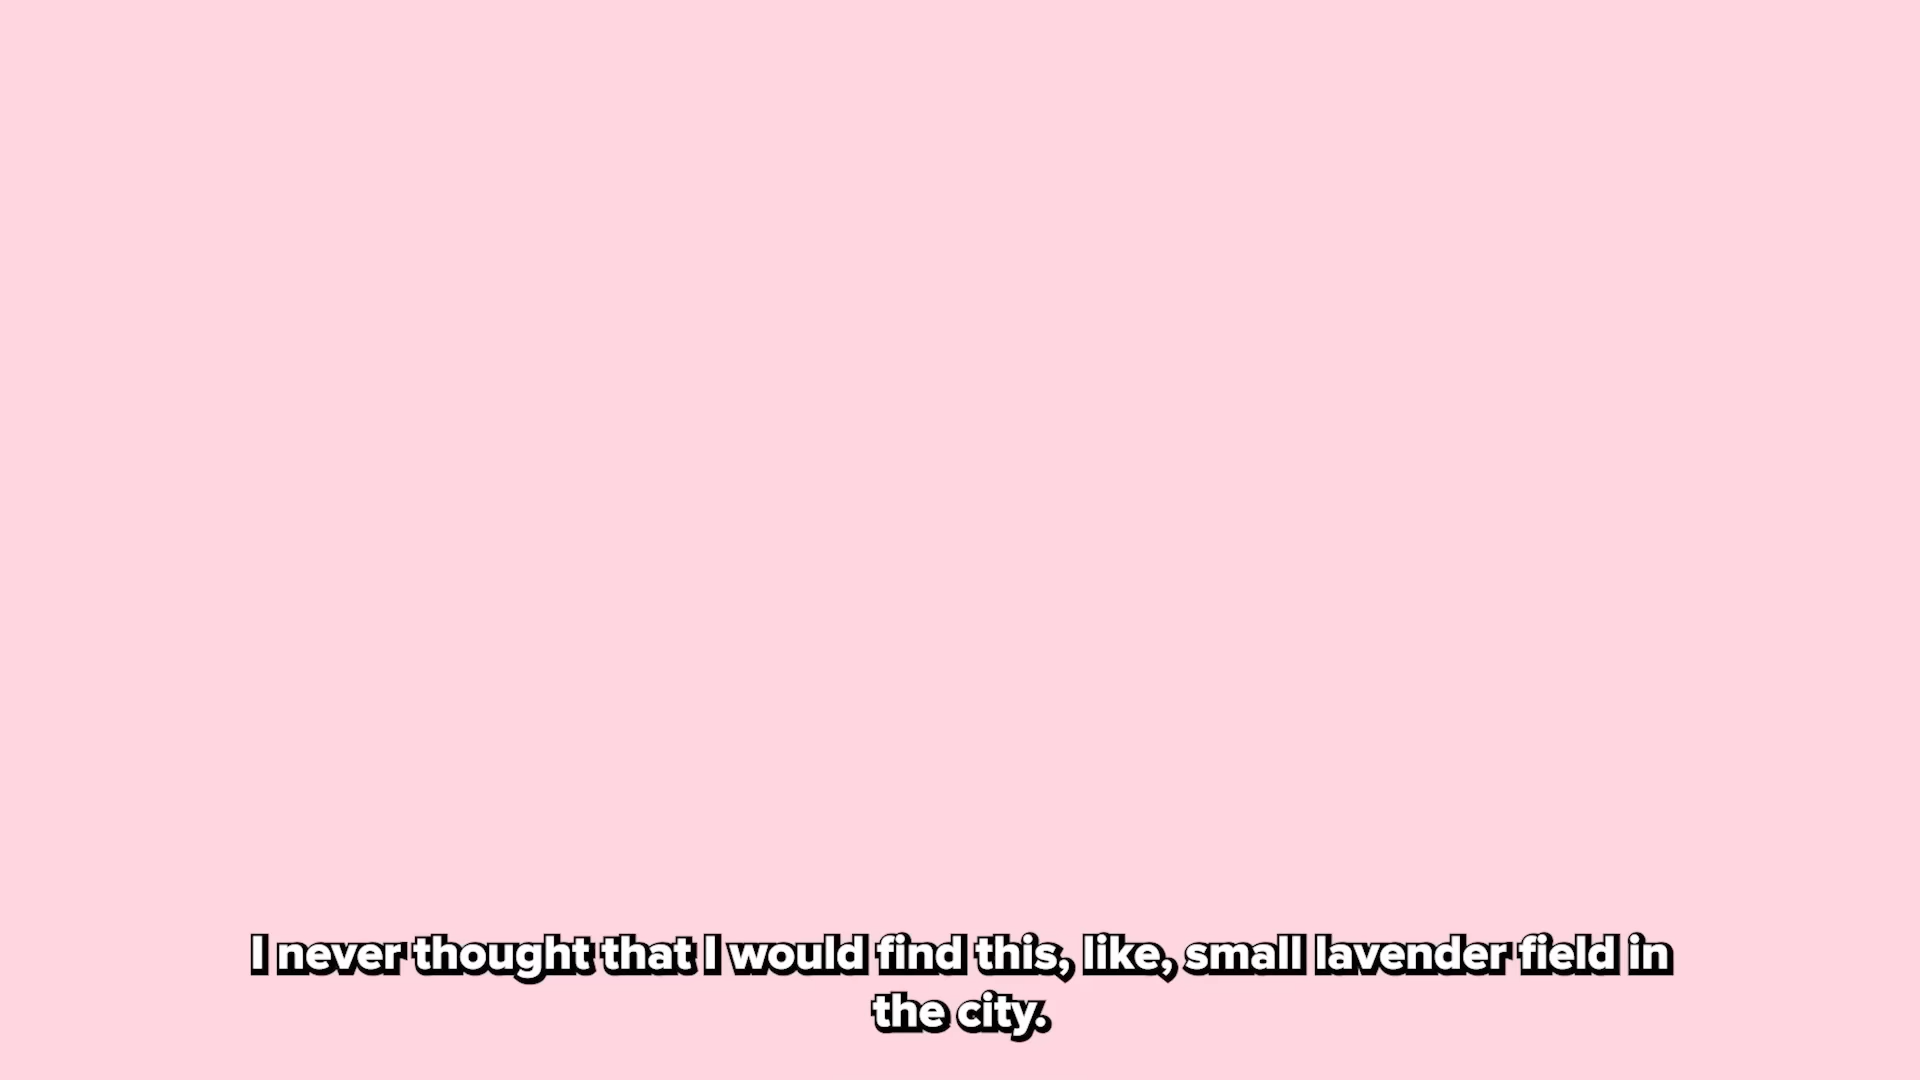 I never thought that I would find this, like, small lavender field in
the city.